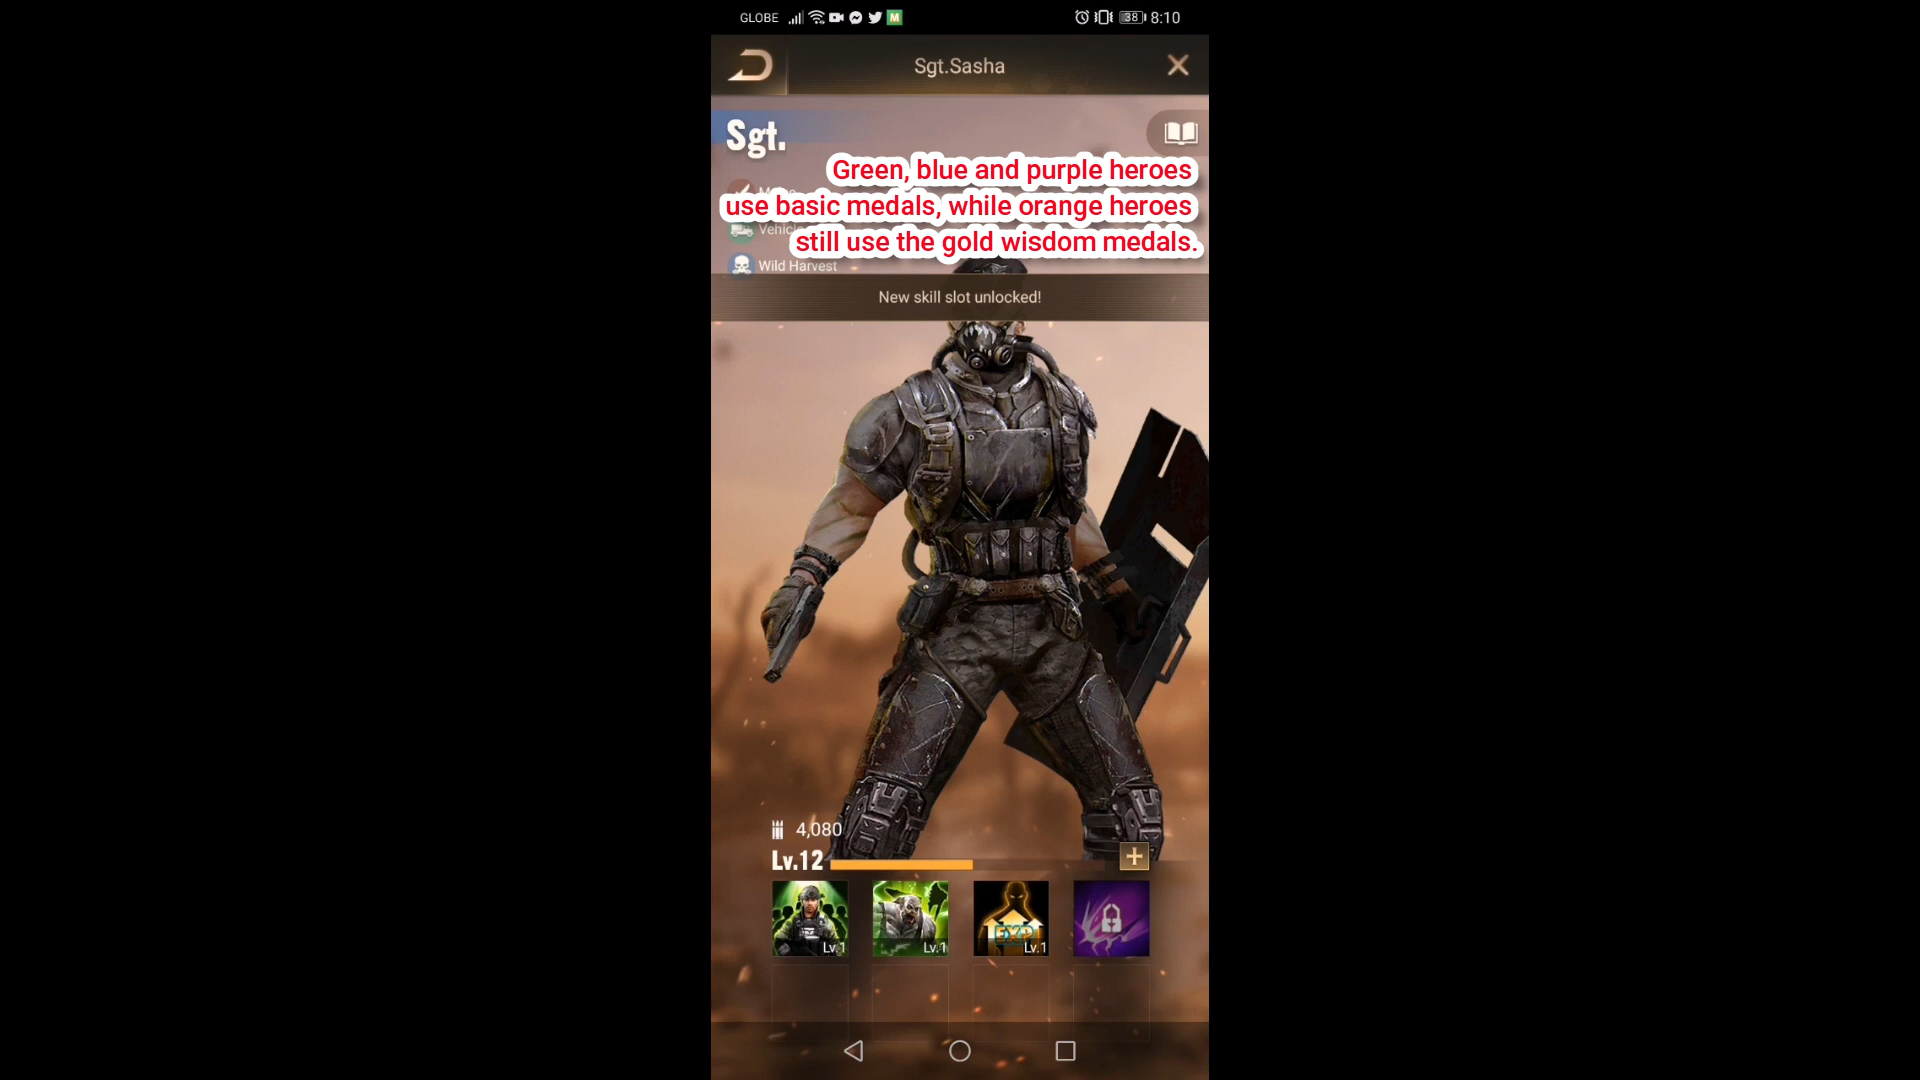 GLOBE 38 8:10
Sgt.Sasha
Sgt.
Green, blue and purple heroes
use basic medals, while orange heroes
still use the gold wisdom medals.
Wild Harvest
New skill slot unlocked!
4,080
Lv.12
Lv.1 Lv.1 EXP Lv.1